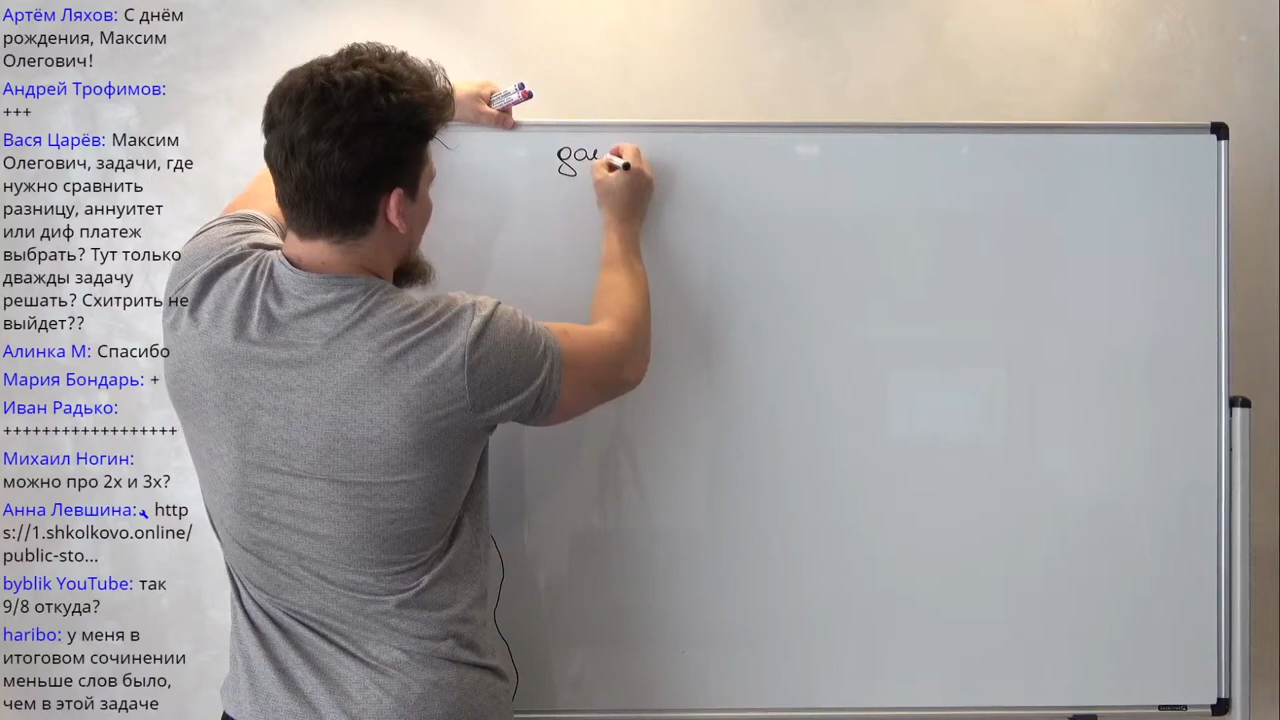 Артём Ляхов: С днём
рождения, Максим
Олегович!
Андрей Трофимов:
+++
Вася Царёв: Максим
Олегович, задачи, где
нужно сравнить
разницу, аннуитет
или диф платеж
выбрать? Тут только
дважды задачу
решать? Схитрить не
выйдет??
Алинка М: Спасибо
Мария Бондарь: +
Иван Радько:
++++++++++++++++++
Михаил Ногин:
можно про 2х и 3х?
Анна Левшина: http
s://1.shkolkovo.online/
public-sto...
byblik YouTube: так
9/8 откуда?
haribo: у меня в
итоговом сочинении
меньше слов было,
чем в этой задаче